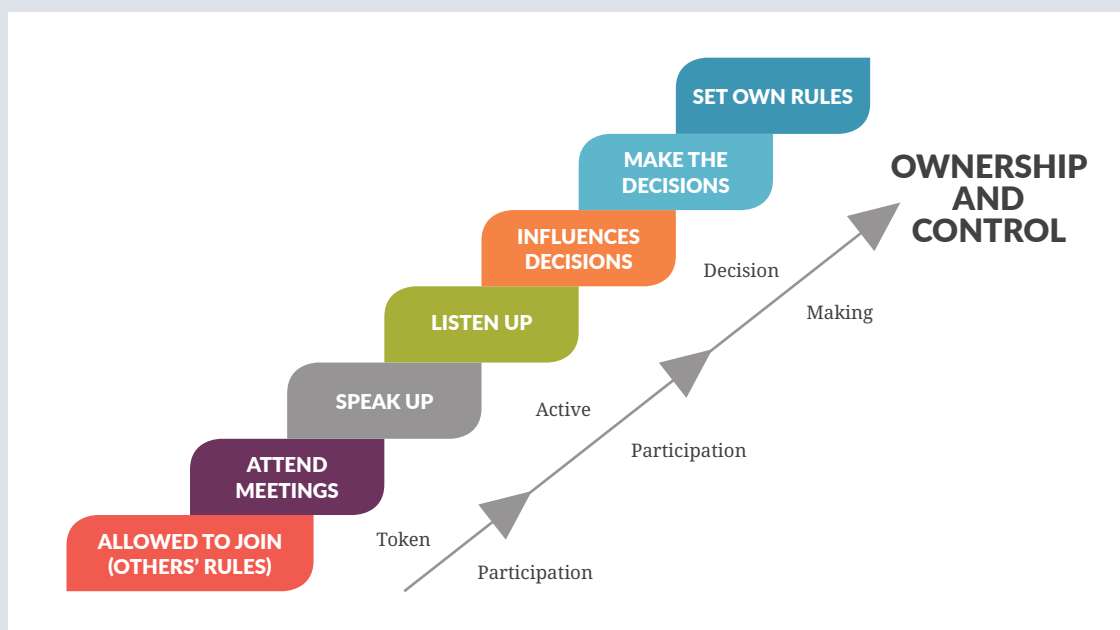 SET OWN RULES
MAKE THE
DECISIONS
OWNERSHIP
AND
CONTROL
INFLUENCES
DECISIONS
Decision
Making
LISTEN UP
SPEAK UP
Active
Participation
ATTEND
MEETINGS
ALLOWED TO JOIN
(OTHERS’ RULES)
Token
Participation